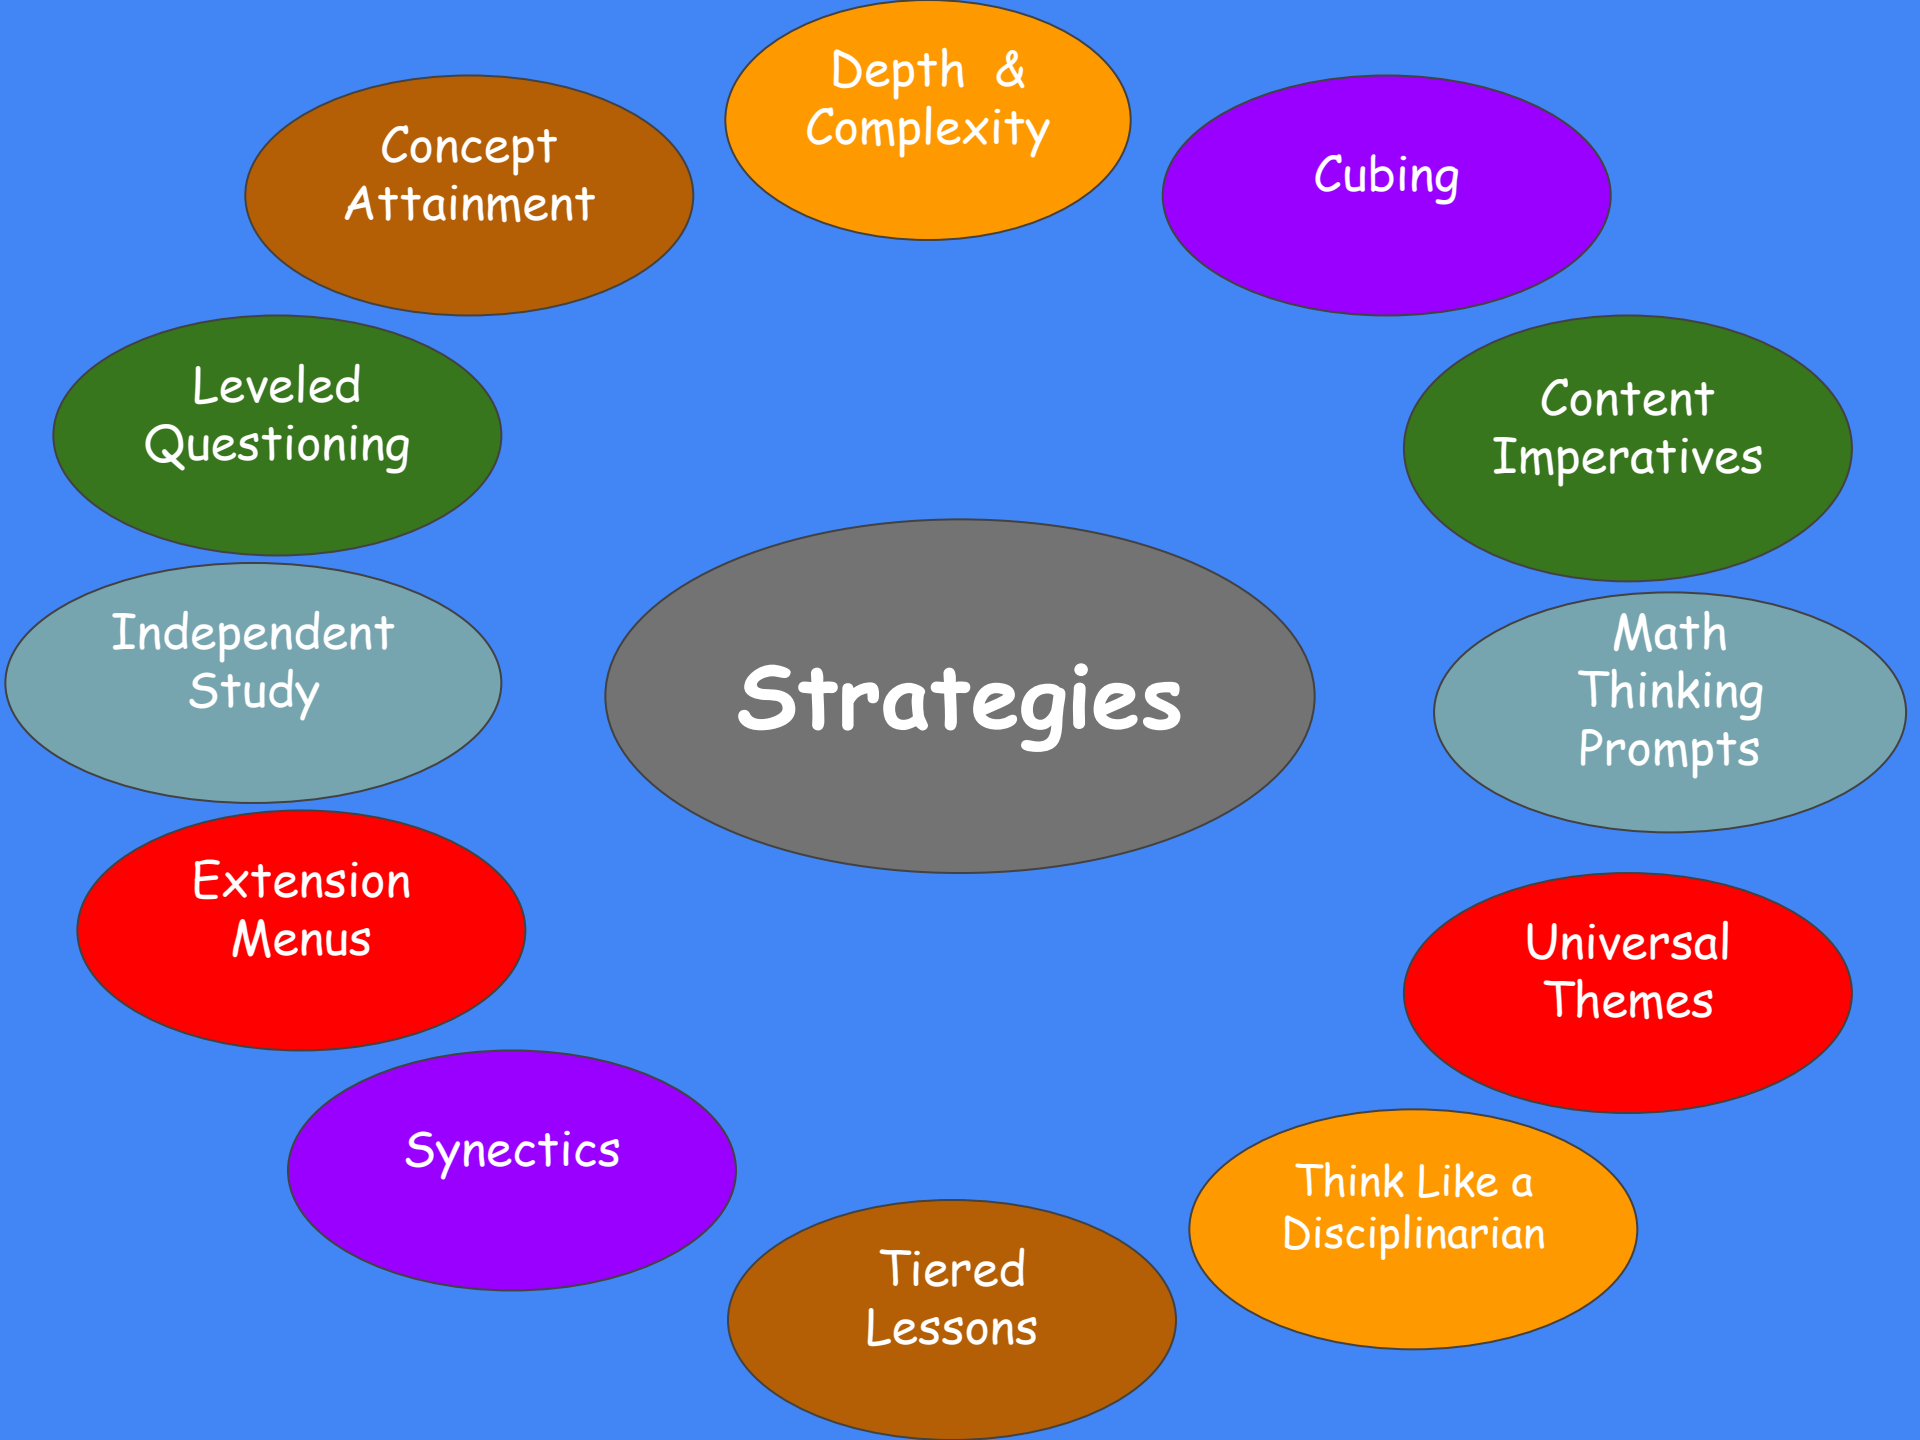 Depth & 
Complexity
Concept
Attainment
Cubing
Leveled
Questioning
Content
Imperatives
Independent
Study
Strategies
Math
Thinking
Prompts
Extension
Menus
Universal
Themes
Synectics
Think Like a
Disciplinarian
Tiered
Lessons